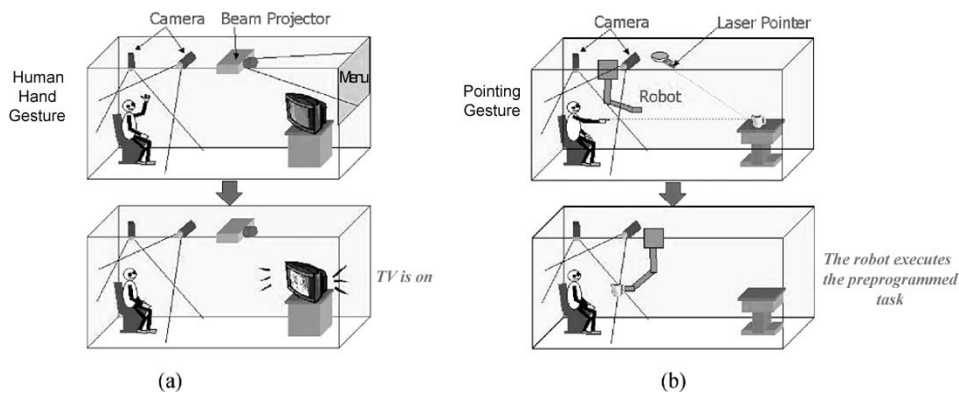 Camera Beam Projector
Human
Hand
Gesture
Menu
TV is on
(a)
Camera
Laser Pointer
Pointing
Gesture
Robot
The robot executes
the preprogrammed
task
(b)